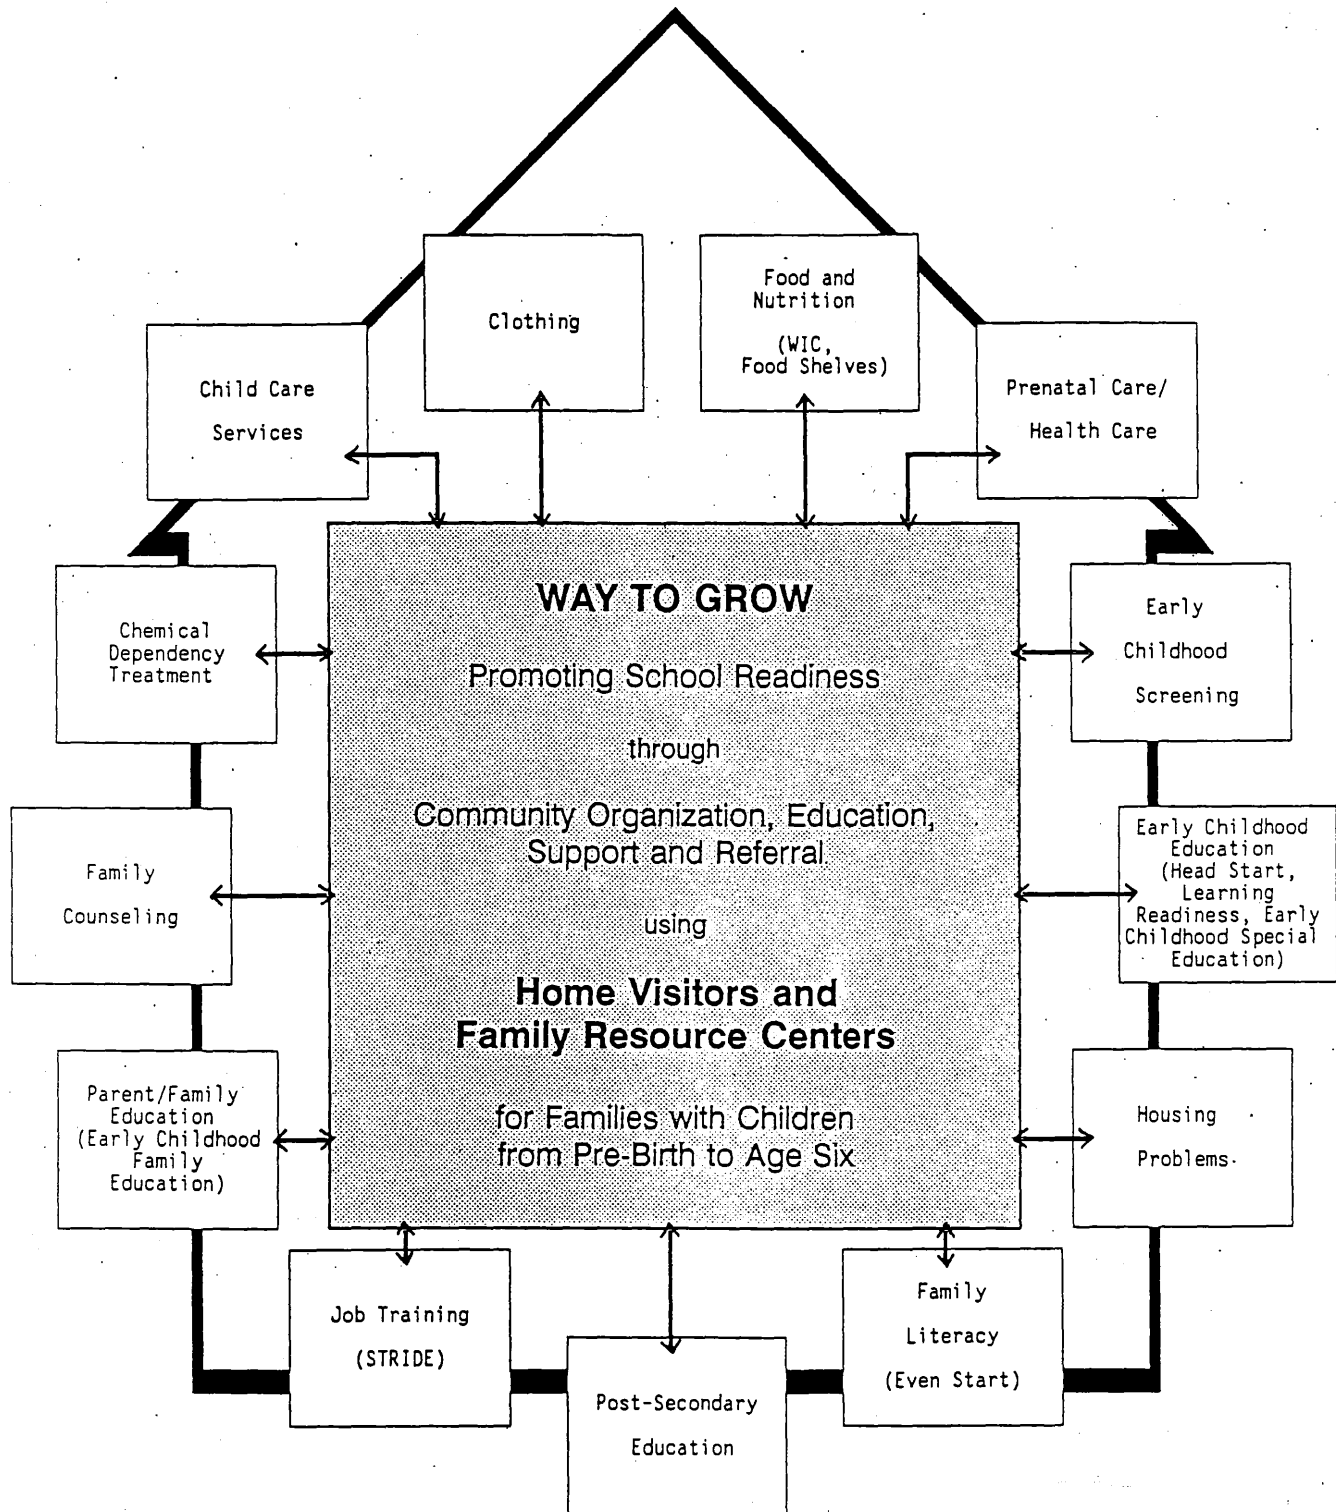 Clothing
Food and
Nutrition
(WIC,
Food Shelves)
Child Care
Services
Prenatal Care/
Health Care
WAY TO GROW
Promoting School Readiness
through
Community Organization, Education,
Support and Referral
using
Home Visitors and
Family Resource Centers
for Families with Children
from Pre-Birth to Age Six
Chemical
Dependency
Treatment
Early
Childhood
Screening
Family
Counseling
Early Childhood
Education
(Head Start,
Learning
Readiness, Early
Childhood Special
Education)
Parent/Family
Education
(Early Childhood
Family
Education)
Housing
Problems
Job Training
(STRIDE)
Post-Secondary
Education
Family
Literacy
(Even Start)